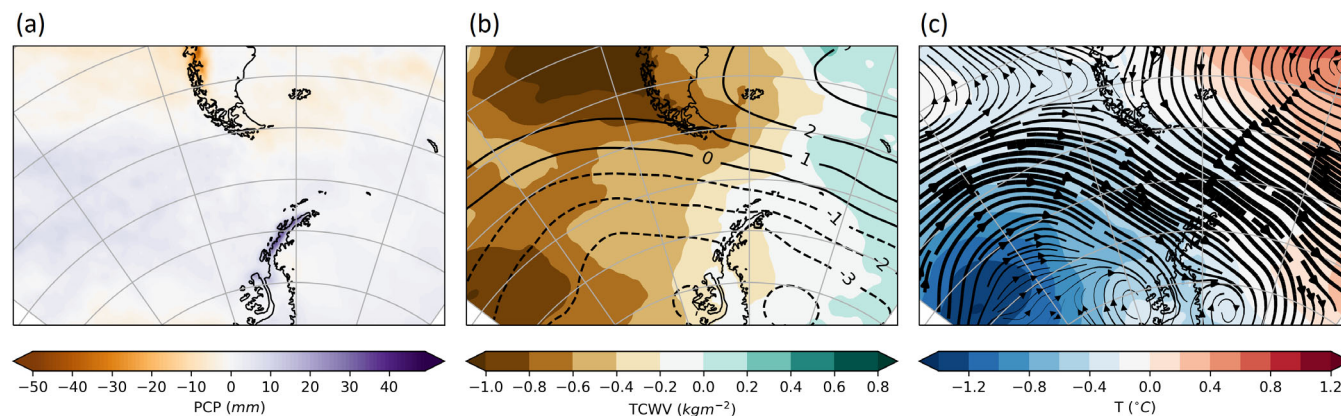 (a)
(b)
(c)
2
1
0
-1
-2
-3
−50 −40 −30 −20 −10 0 10 20 30 40
PCP (mm)
−1.0 −0.8 −0.6 −0.4 −0.2 0.0 0.2 0.4 0.6 0.8
TCWV (kgm⁻²)
−1.2 −0.8 −0.4 0.0 0.4 0.8 1.2
T (°C)